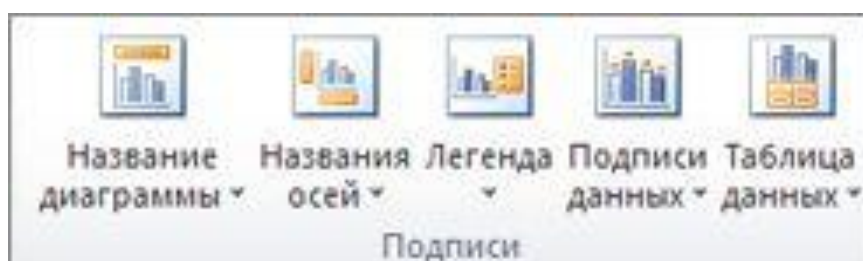 Название Названия Легенда Подписи Таблица
диаграммы осей данных данных
Подписи